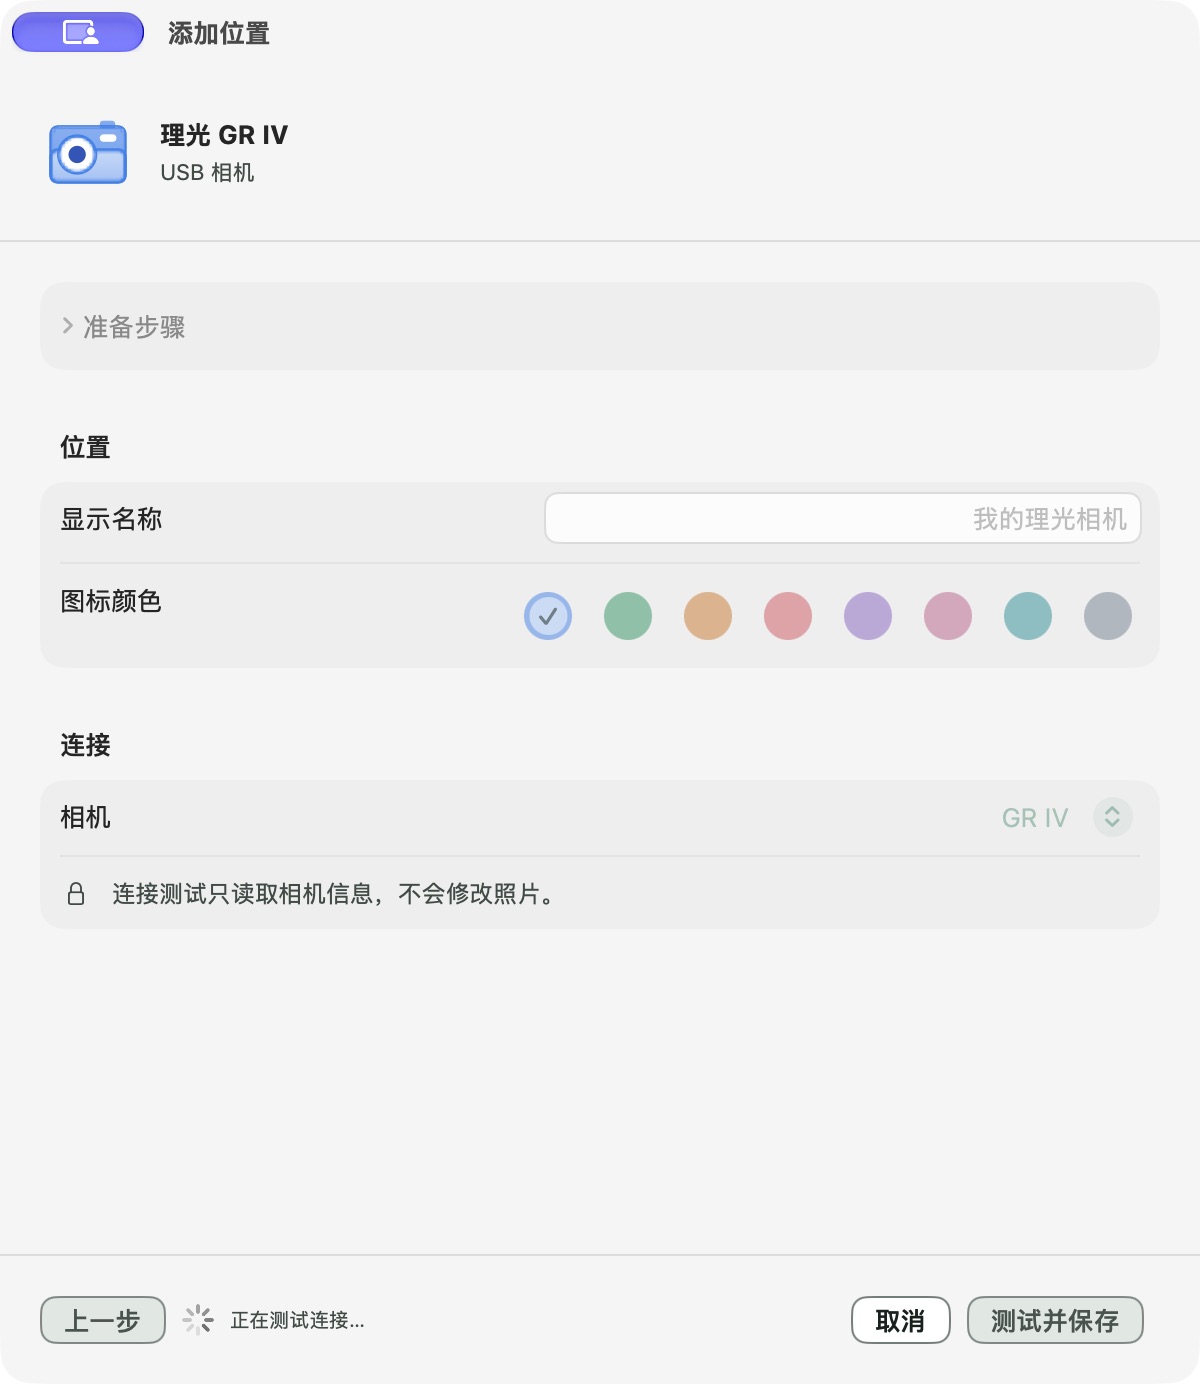 添加位置
理光 GR IV
USB 相机
准备步骤
位置
显示名称
我的理光相机
图标颜色
连接
相机
GR IV
连接测试只读取相机信息，不会修改照片。
上一步
正在测试连接...
取消
测试并保存